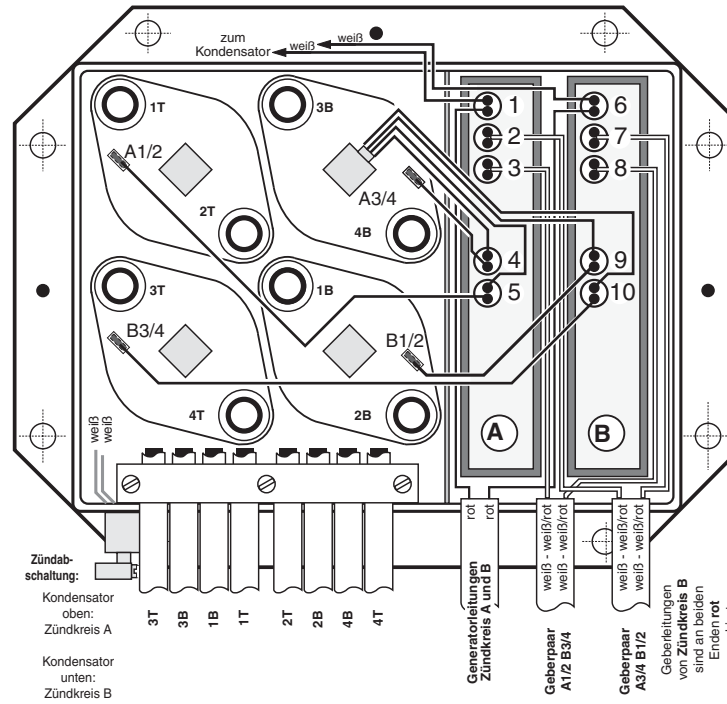 zum
Kondensator
weiß
weiß
1T
3B
A1/2
A3/4
2T
4B
3T
1B
B3/4
B1/2
4T
2B
1
2
3
4
5
A
6
7
8
9
10
B
weiß
weiß
Zündab-
schaltung:
Kondensator
oben:
Zündkreis A
Kondensator
unten:
Zündkreis B
3T
3B
1B
1T
2T
2B
4B
4T
rot
rot
Generatorleitungen
Zündkreis A und B
weiß - weiß/rot
weiß - weiß/rot
Geberpaar
A1/2 B3/4
weiß - weiß/rot
weiß - weiß/rot
Geberpaar
A3/4 B1/2
Geberleitungen
von Zündkreis B
sind an beiden
Enden rot